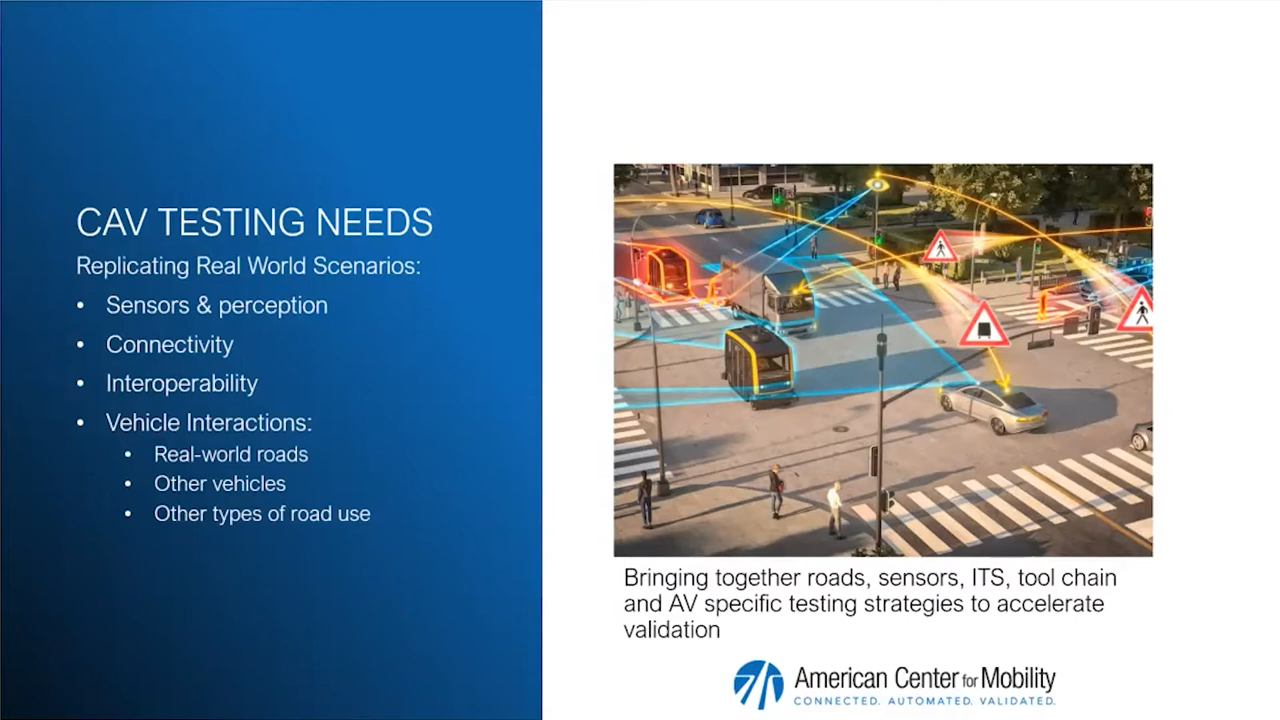 CAV TESTING NEEDS
Replicating Real World Scenarios:
• Sensors & perception
• Connectivity
• Interoperability
• Vehicle Interactions:
• Real-world roads
• Other vehicles
• Other types of road use
Bringing together roads, sensors, ITS, tool chain
and AV specific testing strategies to accelerate
validation
American Center for Mobility
CONNECTED. AUTOMATED. VALIDATED.